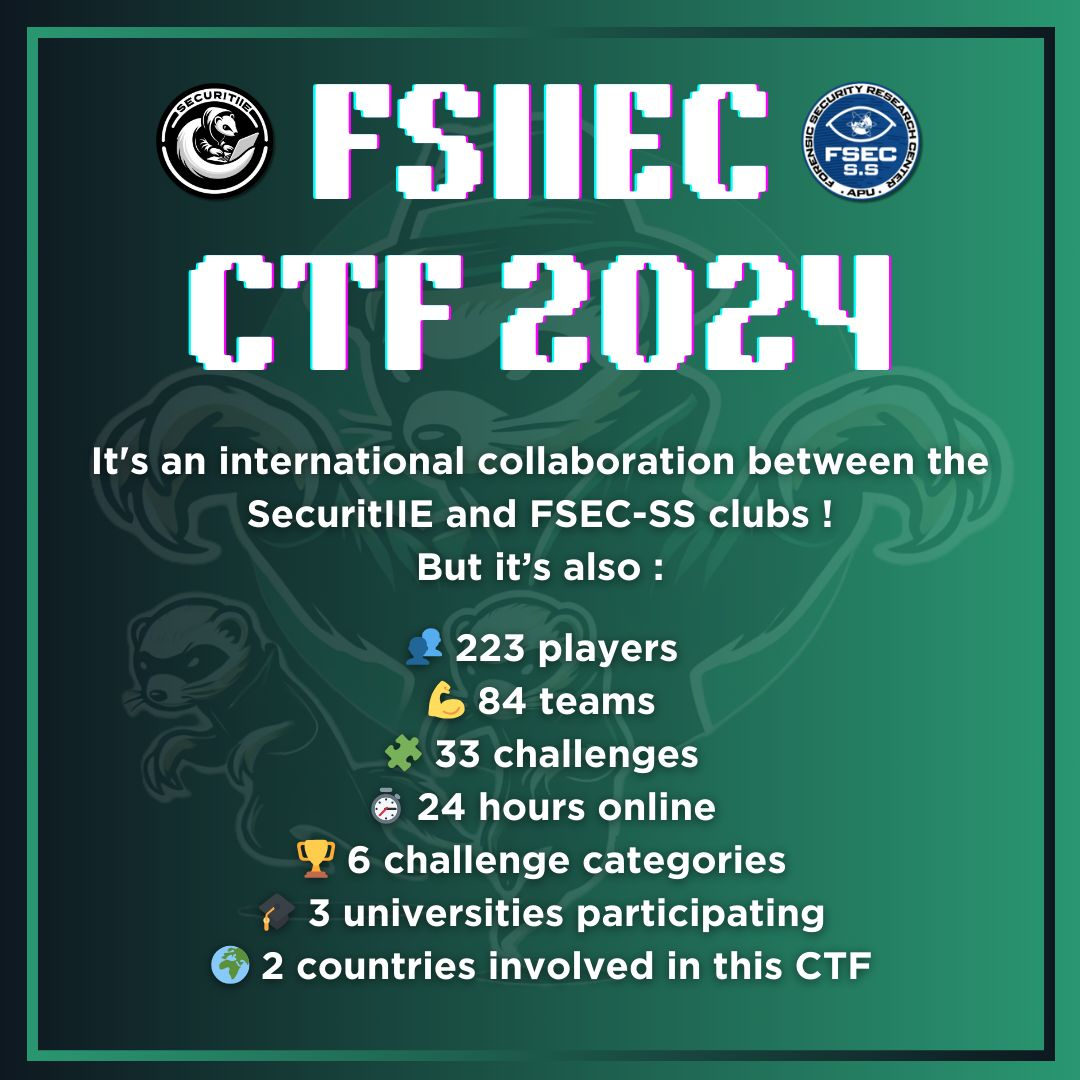 SECURITIIE
FSIIEC
FORENSIC SECURITY RESEARCH CENTER
FSEC
S.S
· APU ·
CTF 2024
It's an international collaboration between the
SecuritIIE and FSEC-SS clubs !
But it’s also :
223 players
84 teams
33 challenges
24 hours online
6 challenge categories
3 universities participating
2 countries involved in this CTF